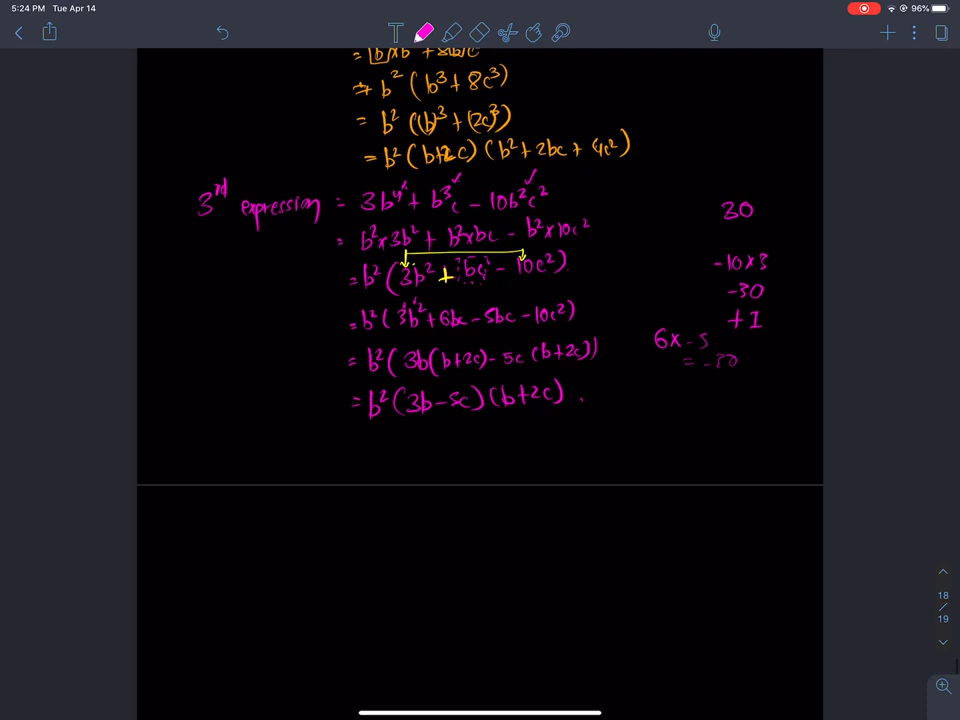 5:24 PM Tue Apr 14
96%
⇒ b² (b³ + 8c³)
= b² ((b)³ + (2c)³)
= b² (b+2c) (b² + 2bc + 4c²)
3rd expression = 3b⁴ + b³c - 10b²c²
= b² × 3b² + b² × bc - b² × 10c²
= b² (3b² + bc - 10c²)
= b² (3b² + 6bc - 5bc - 10c²)
= b² (3b(b+2c) - 5c(b+2c))
= b² (3b - 5c) (b+2c)
30
-10×3
-30
+1
6×-5
= -30
T
18
/
19